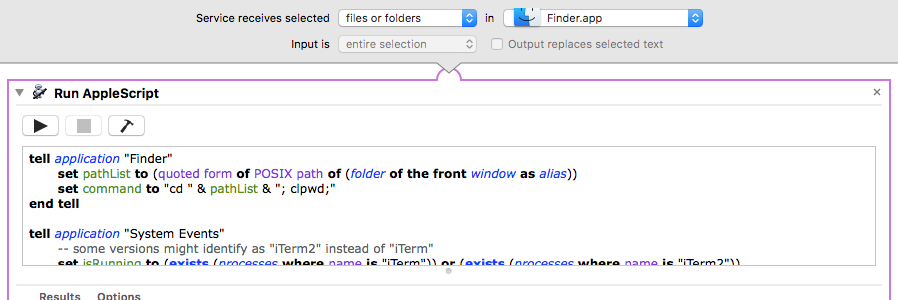 Service receives selected files or folders in Finder.app
Input is entire selection Output replaces selected text
Run AppleScript
tell application "Finder"
set pathList to (quoted form of POSIX path of (folder of the front window as alias))
set command to "cd " & pathList & "; clpwd;"
end tell
tell application "System Events"
-- some versions might identify as "iTerm2" instead of "iTerm"
set isRunning to (exists (processes where name is "iTerm")) or (exists (processes where name is "iTerm2"))
Results Options